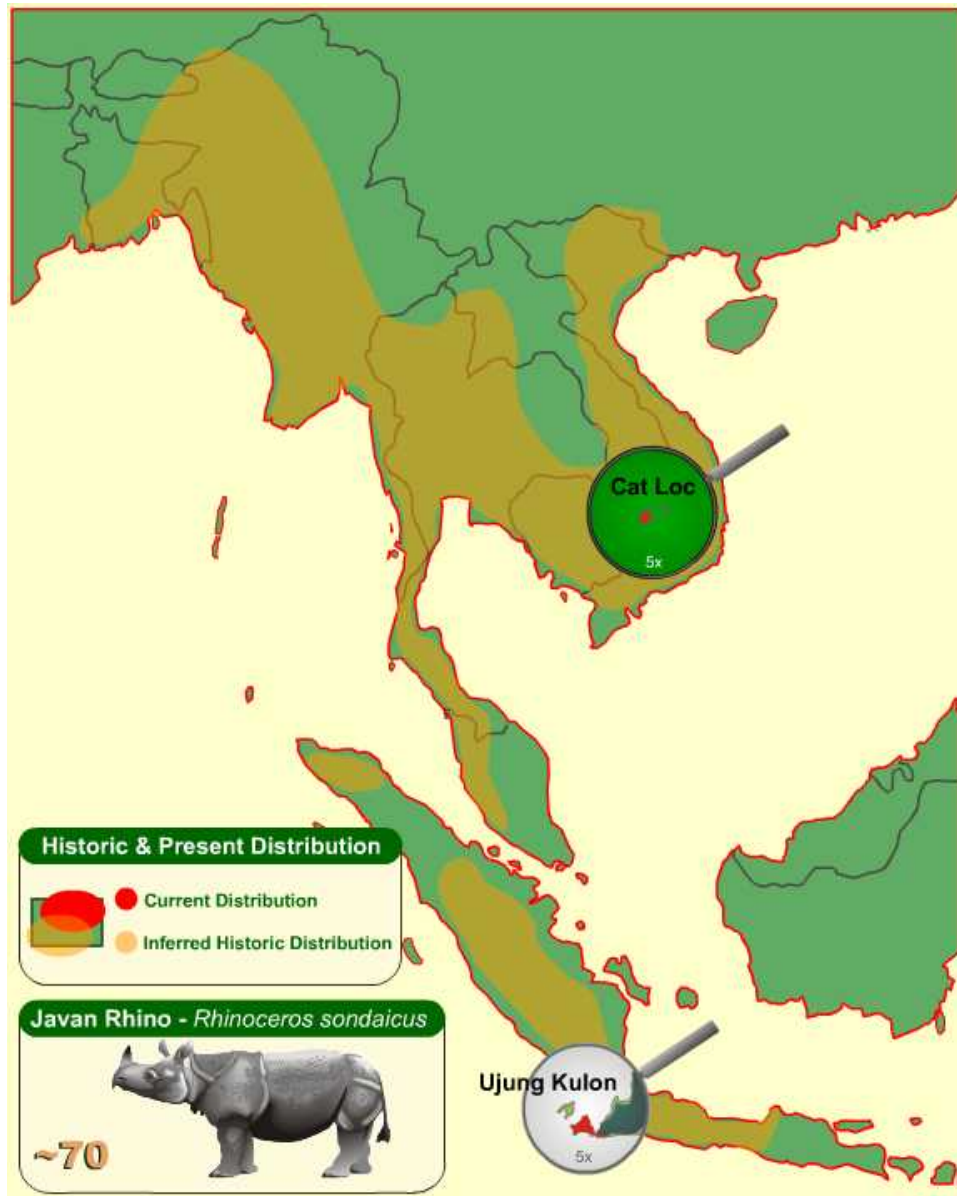 Cat Loc
5x
Historic & Present Distribution
Current Distribution
Inferred Historic Distribution
Javan Rhino - Rhinoceros sondaicus
~70
Ujung Kulon
5x